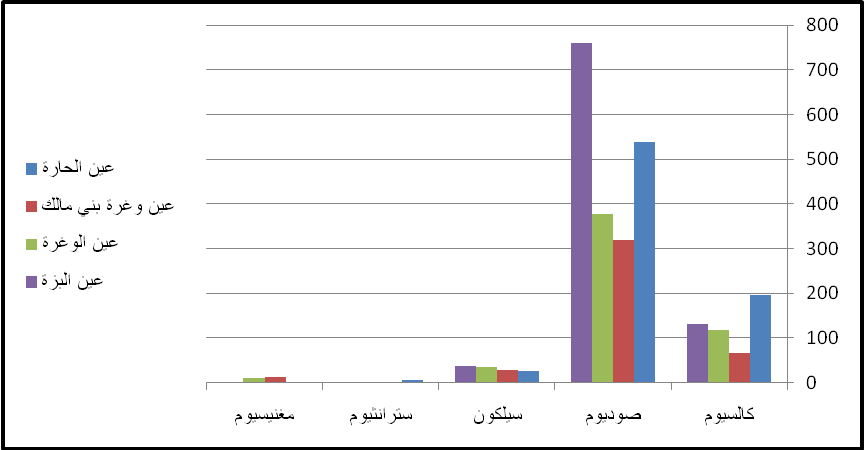 800
700
600
500
400
300
200
100
0
كالسيوم
صوديوم
سيلكون
سترانثيوم
مغنيسيوم
عين الحارة
عين وغرة بني مالك
عين الوغرة
عين البزة